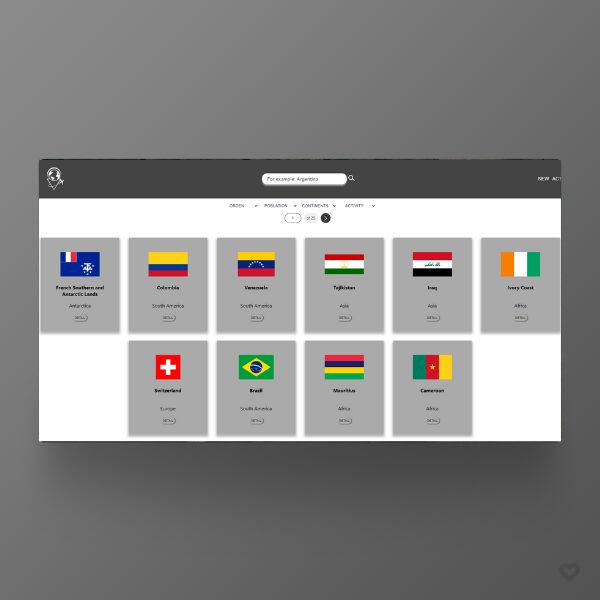 For example: Argentina
NEW ACT
ORDEN POBLATION CONTINENTS ACTIVITY
1 of 25
French Southern and
Antarctic Lands
Antarctica
DETAIL
Colombia
South America
DETAIL
Venezuela
South America
DETAIL
Tajikistan
Asia
DETAIL
Iraq
Asia
DETAIL
Ivory Coast
Africa
DETAIL
Switzerland
Europe
DETAIL
Brazil
South America
DETAIL
Mauritius
Africa
DETAIL
Cameroon
Africa
DETAIL